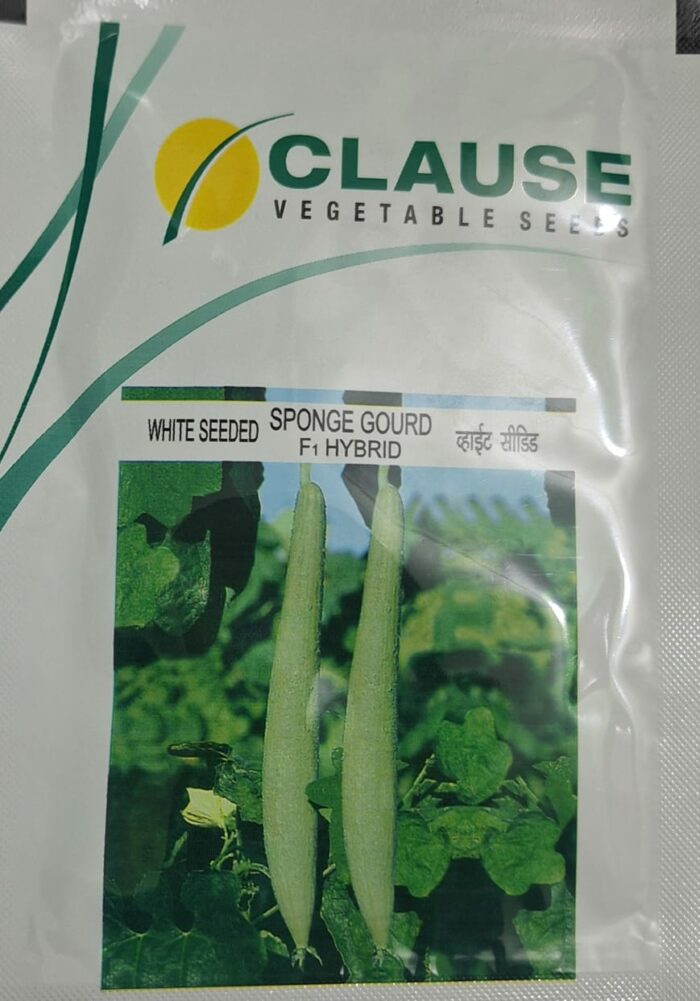 CLAUSE
VEGETABLE SEEDS
WHITE SEEDED SPONGE GOURD व्हाईट सीडिड
F1 HYBRID